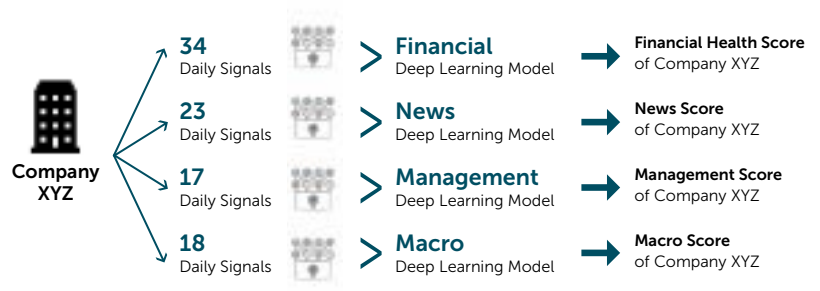 34
Daily Signals
Financial
Deep Learning Model
Financial Health Score
of Company XYZ
Company
XYZ
23
Daily Signals
News
Deep Learning Model
News Score
of Company XYZ
17
Daily Signals
Management
Deep Learning Model
Management Score
of Company XYZ
18
Daily Signals
Macro
Deep Learning Model
Macro Score
of Company XYZ